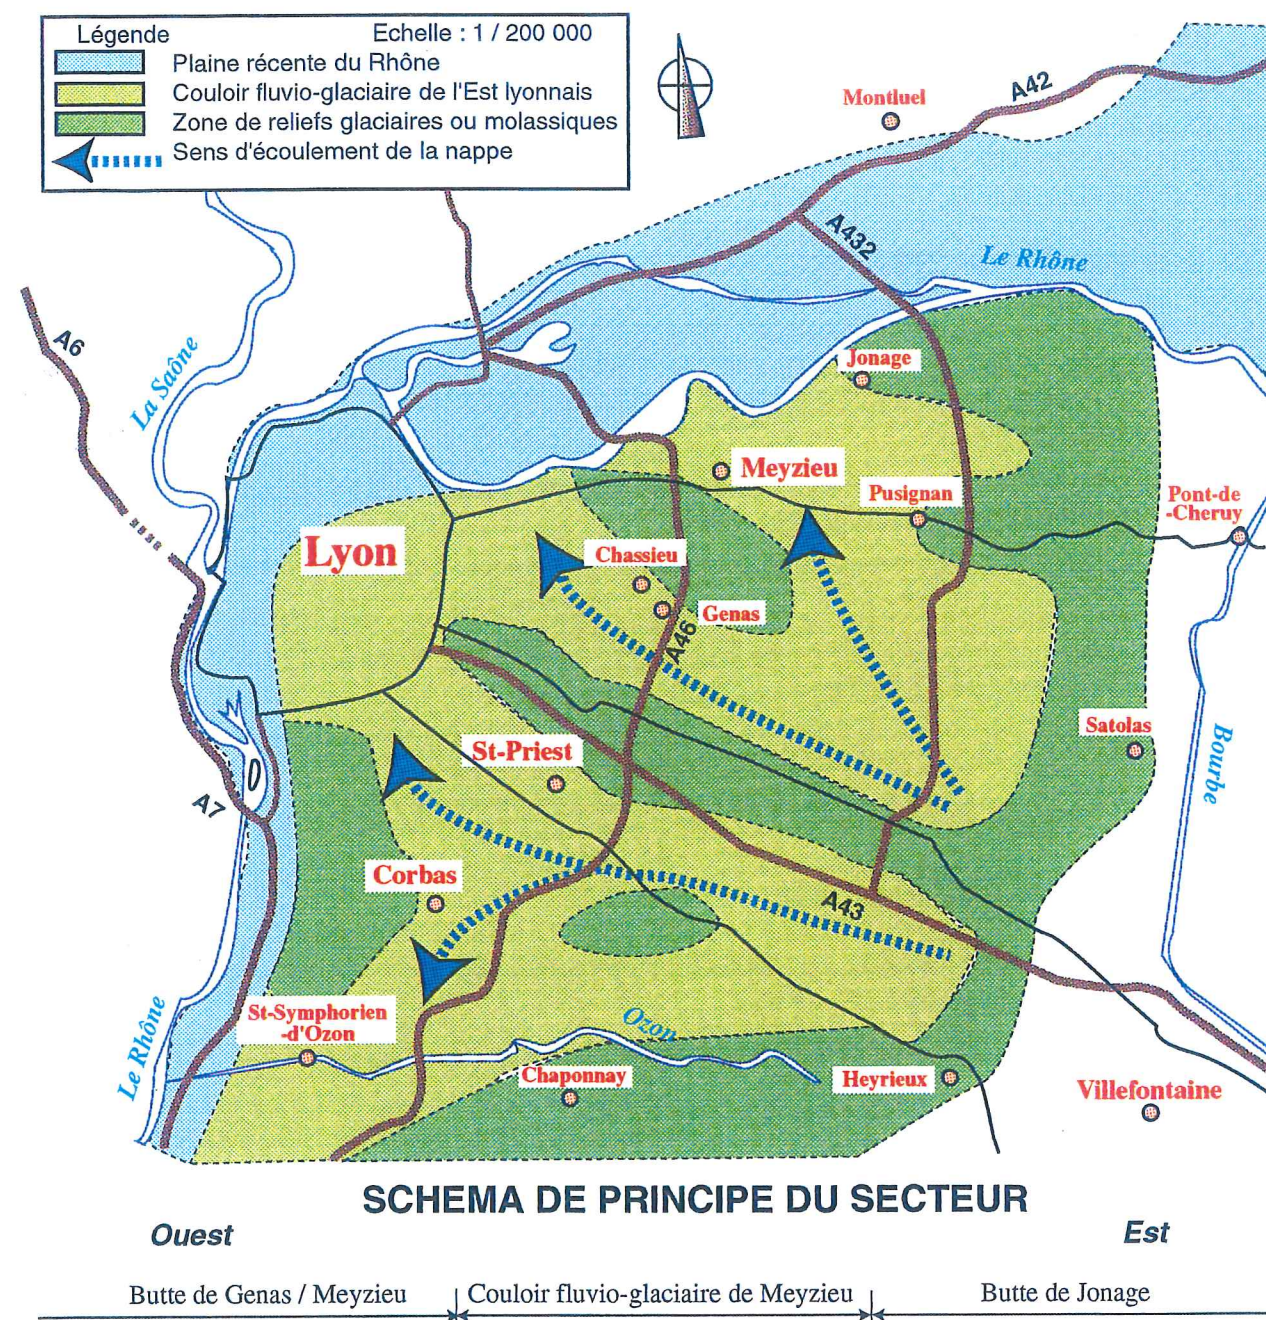 Légende
Echelle : 1 / 200 000
Plaine récente du Rhône
Couloir fluvio-glaciaire de l'Est lyonnais
Zone de reliefs glaciaires ou molassiques
Sens d'écoulement de la nappe
Montluel
A42
A432
Le Rhône
A6
La Saône
Jonage
Meyzieu
Pusignan
Pont-de
-Cheruy
Lyon
Chassieu
Genas
A46
St-Priest
Satolas
Bourbe
A7
Corbas
A43
St-Symphorien
-d'Ozon
Ozon
Le Rhône
Chaponnay
Heyrieux
Villefontaine
SCHEMA DE PRINCIPE DU SECTEUR
Ouest
Est
Butte de Genas / Meyzieu
Couloir fluvio-glaciaire de Meyzieu
Butte de Jonage